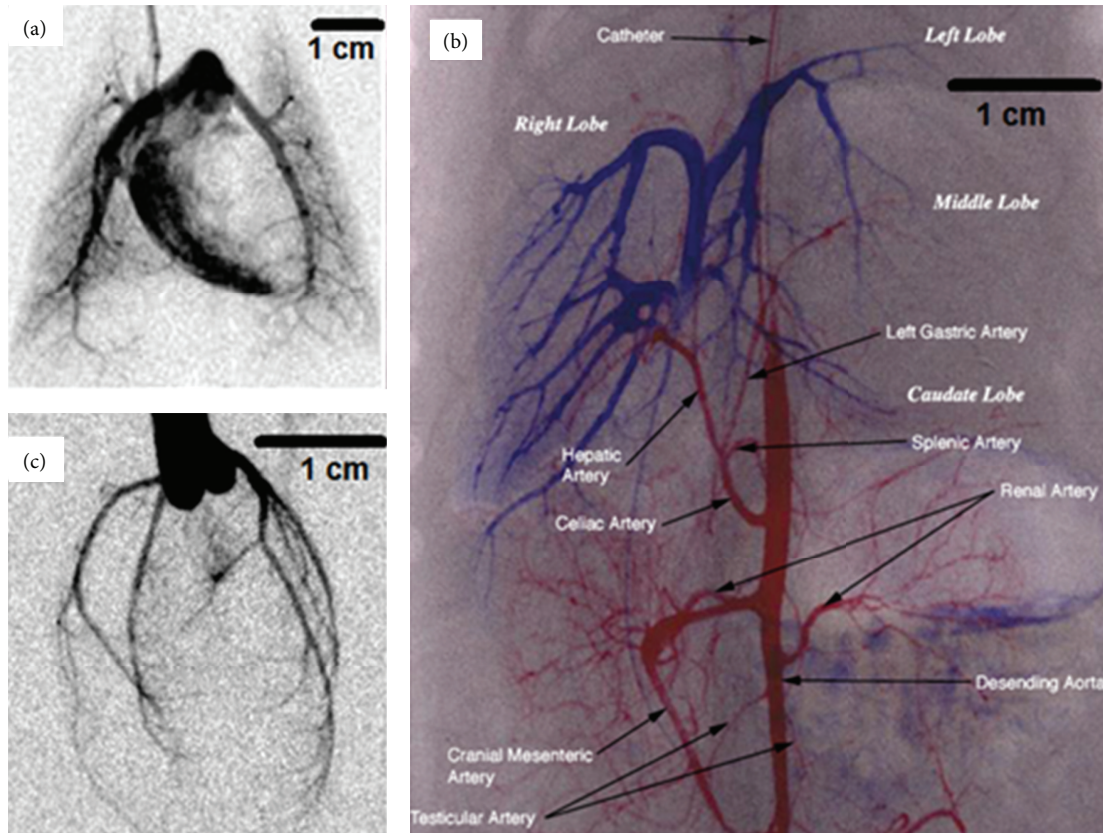 (a)
1 cm
(b)
Catheter
Left Lobe
1 cm
Right Lobe
Middle Lobe
Left Gastric Artery
Caudate Lobe
Hepatic
Artery
Splenic Artery
Renal Artery
Celiac Artery
Desending Aorta
Cranial Mesenteric
Artery
Testicular Artery
(c)
1 cm